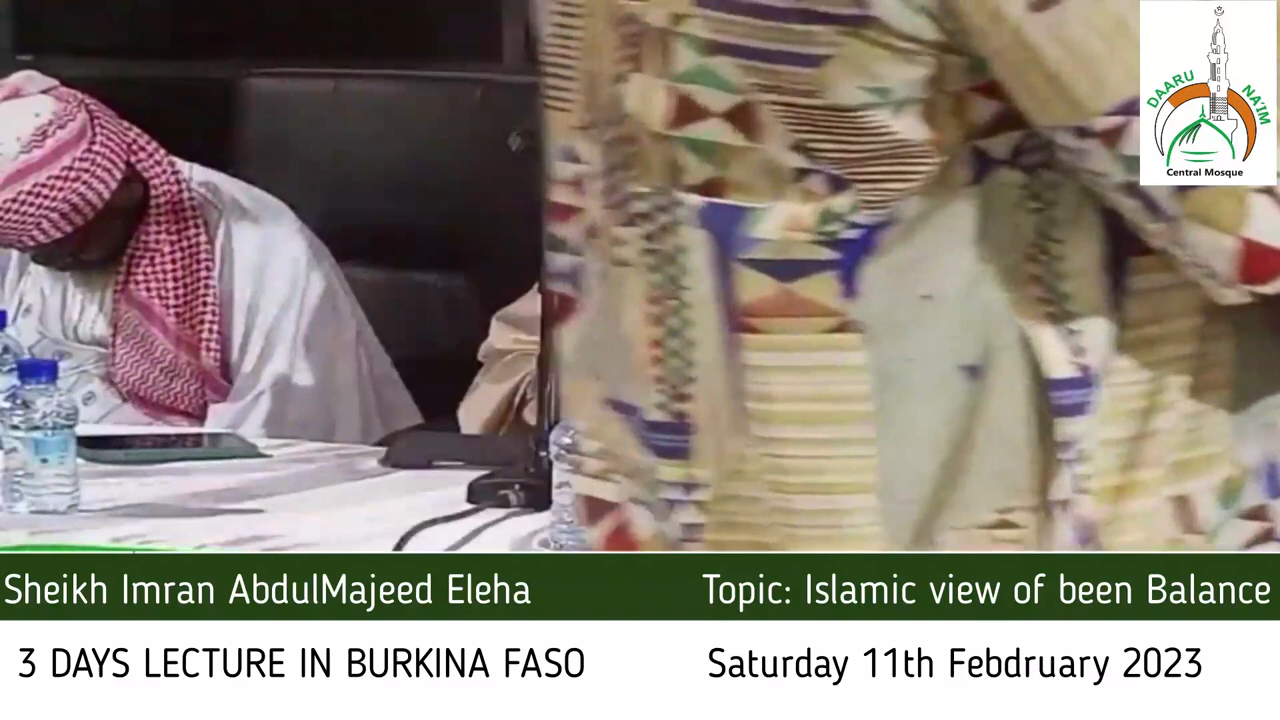 DAARU NA'IM
Central Mosque
Sheikh Imran AbdulMajeed Eleha
Topic: Islamic view of been Balance
3 DAYS LECTURE IN BURKINA FASO
Saturday 11th Febdruary 2023